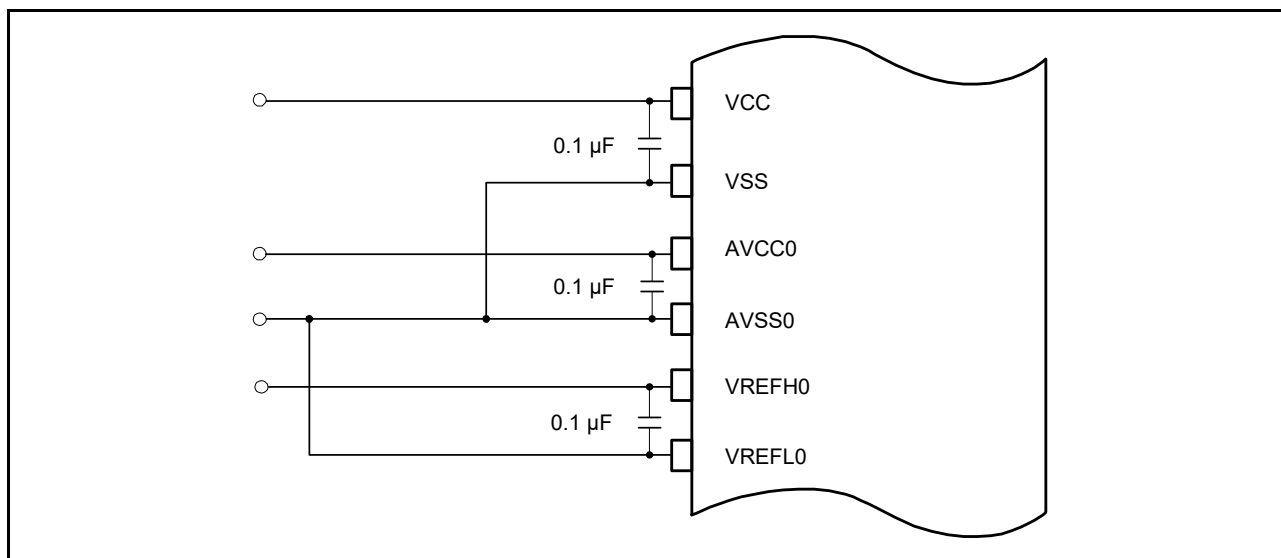 VCC
0.1 µF
VSS
AVCC0
0.1 µF
AVSS0
VREFH0
0.1 µF
VREFL0